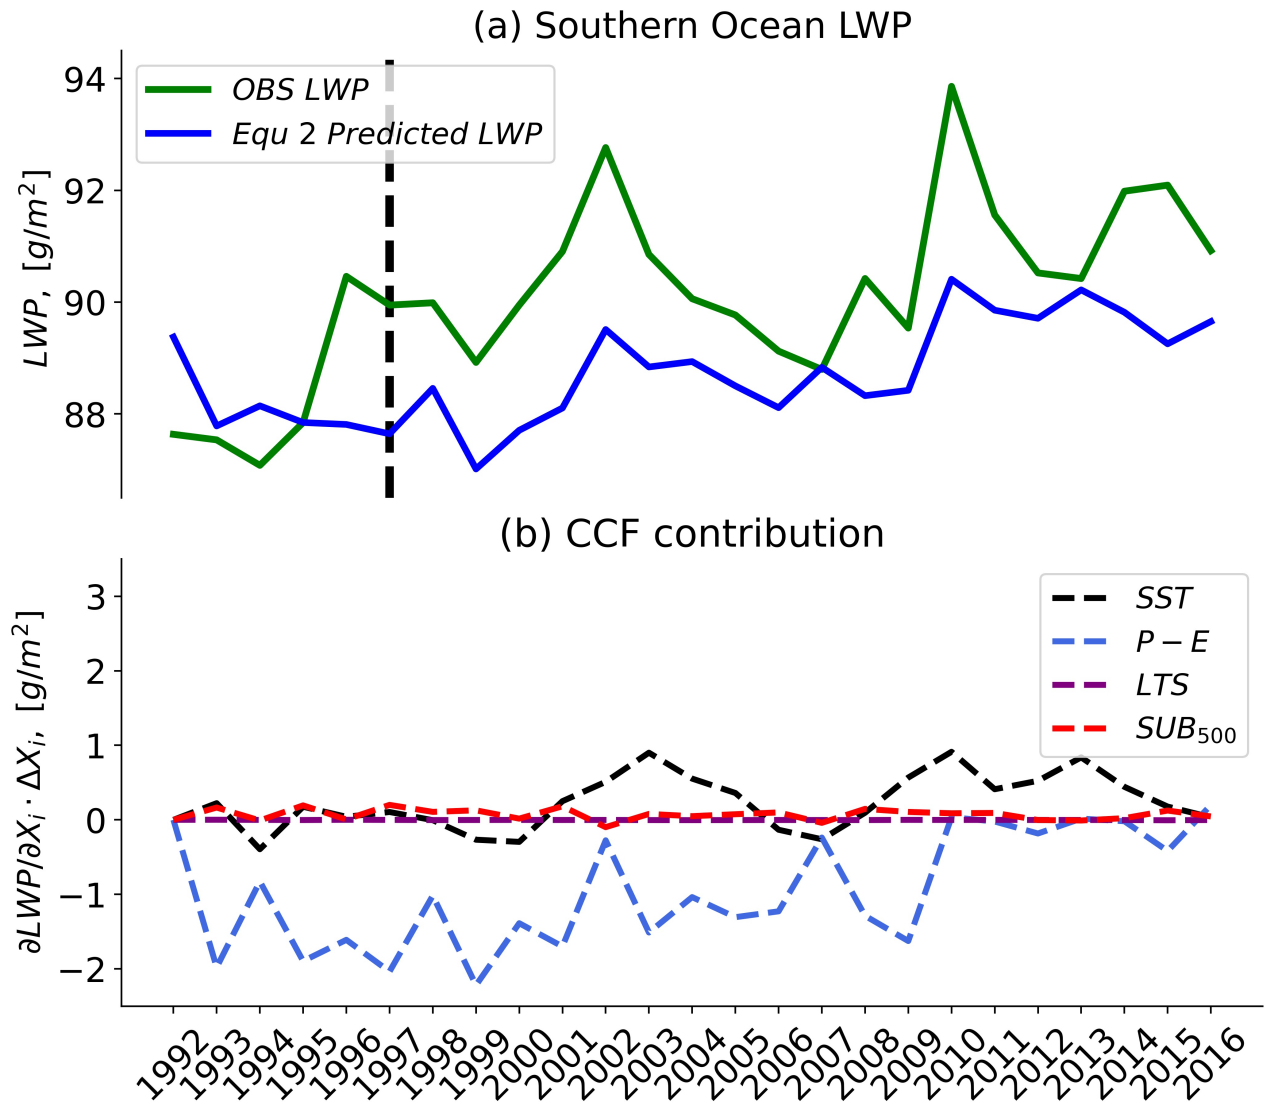 (a) Southern Ocean LWP
OBS LWP
Equ 2 Predicted LWP
LWP, [g/m²]
94
92
90
88
(b) CCF contribution
SST
P − E
LTS
SUB₅₀₀
∂LWP/∂Xᵢ · ΔXᵢ, [g/m²]
3
2
1
0
−1
−2
1992 1993 1994 1995 1996 1997 1998 1999 2000 2001 2002 2003 2004 2005 2006 2007 2008 2009 2010 2011 2012 2013 2014 2015 2016